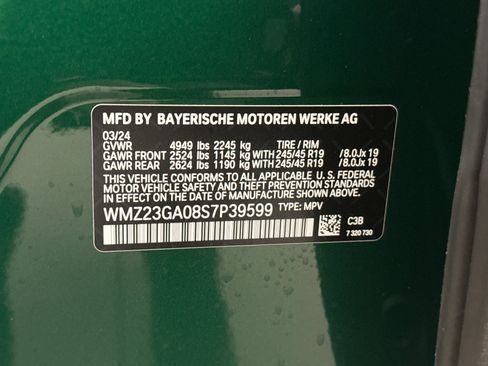 MFD BY BAYERISCHE MOTOREN WERKE AG
03/24
GVWR 4949 lbs 2245 kg TIRE / RIM
GAWR FRONT 2524 lbs 1145 kg WITH 245/45 R19 / 8.0Jx 19
GAWR REAR 2624 lbs 1190 kg WITH 245/45 R19 / 8.0Jx 19
THIS VEHICLE CONFORMS TO ALL APPLICABLE
FEDERAL MOTOR VEHICLE SAFETY STANDARDS
IN EFFECT ON THE DATE OF MANUFACTURE SHOWN ABOVE.
WMZ23GA08S7P39599 TYPE: MPV
C3B
7 320 730